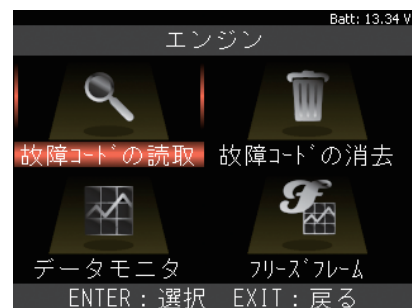 Batt: 13.34 V
エンジン
故障ｺｰﾄﾞの読取 故障ｺｰﾄﾞの消去
データモニタ ﾌﾘｰｽﾞﾌﾚｰﾑ
ENTER：選択 EXIT：戻る